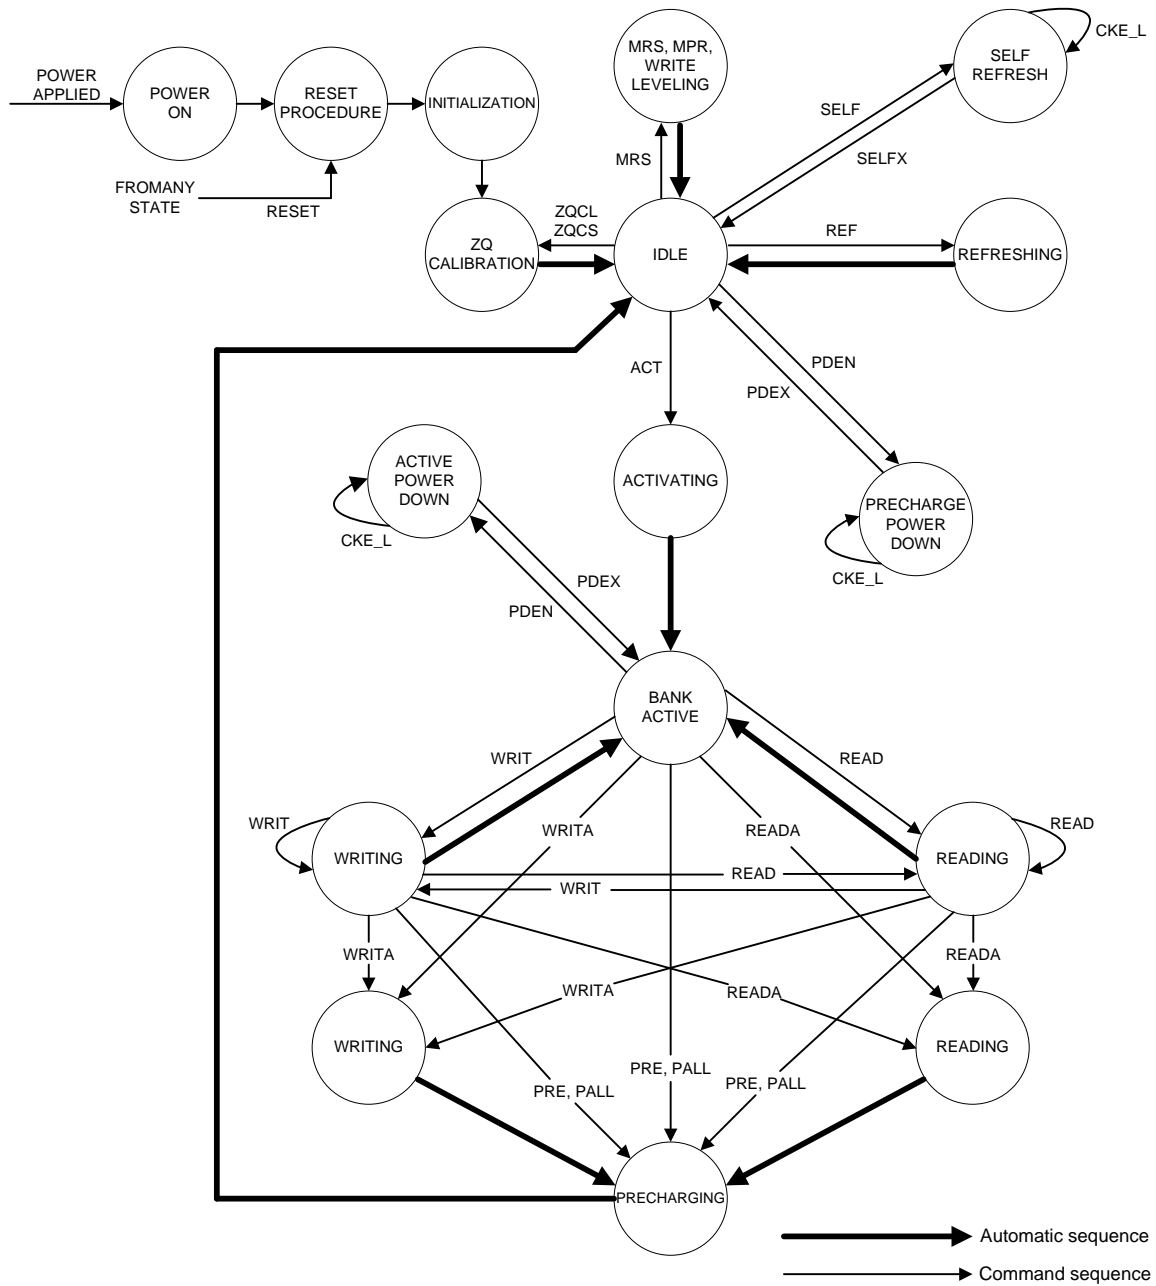 MRS, MPR,
WRITE
LEVELING
SELF
REFRESH
CKE_L
POWER
APPLIED
POWER
ON
RESET
PROCEDURE
INITIALIZATION
SELF
SELFX
MRS
FROMANY
STATE
RESET
ZQCL
ZQCS
ZQ
CALIBRATION
IDLE
REF
REFRESHING
ACT
PDEN
PDEX
ACTIVE
POWER
DOWN
CKE_L
ACTIVATING
PRECHARGE
POWER
DOWN
CKE_L
PDEX
PDEN
BANK
ACTIVE
WRIT
READ
WRIT
WRITA
READA
READ
WRITING
READING
READ
WRIT
WRITA
READA
WRITA
READA
WRITING
READING
PRE, PALL
PRE, PALL
PRE, PALL
PRECHARGING
Automatic sequence
Command sequence